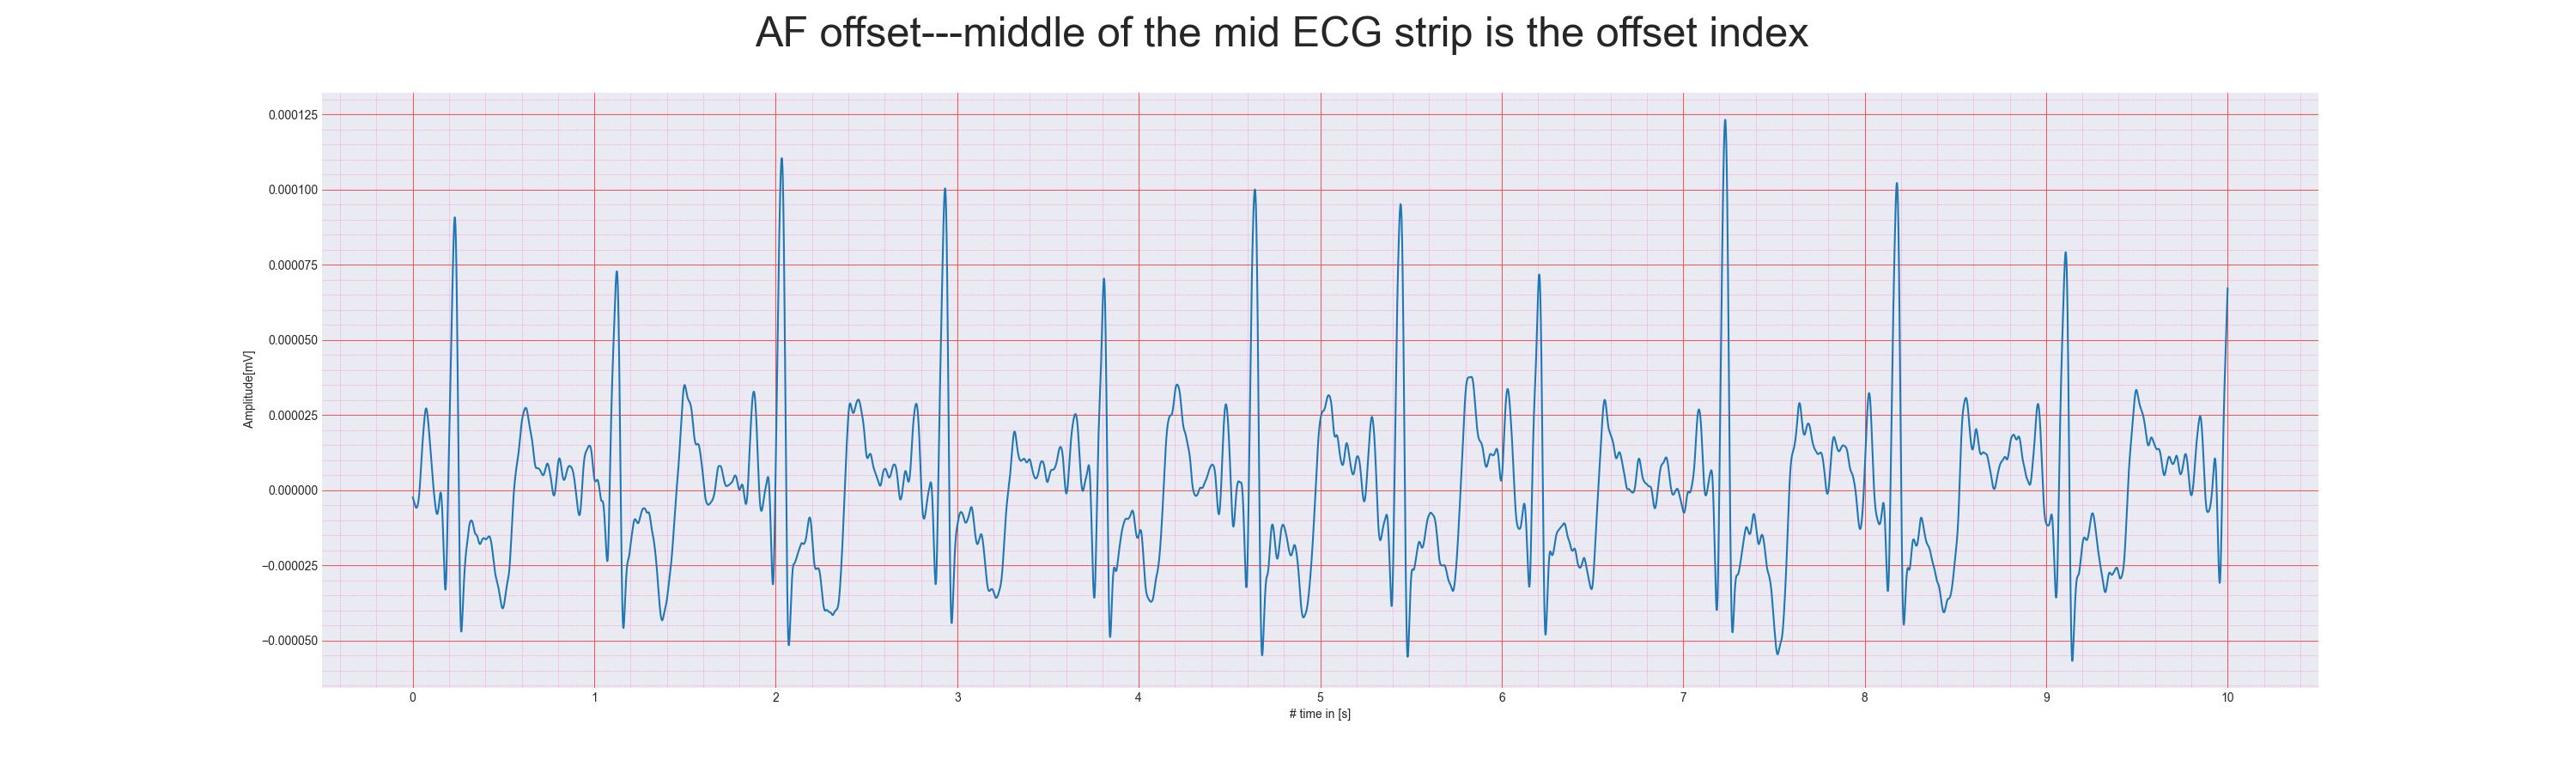 AF offset---middle of the mid ECG strip is the offset index
0.000125
0.000100
0.000075
0.000050
0.000025
0.000000
−0.000025
−0.000050
Amplitude[mV]
0 1 2 3 4 5 6 7 8 9 10
# time in [s]